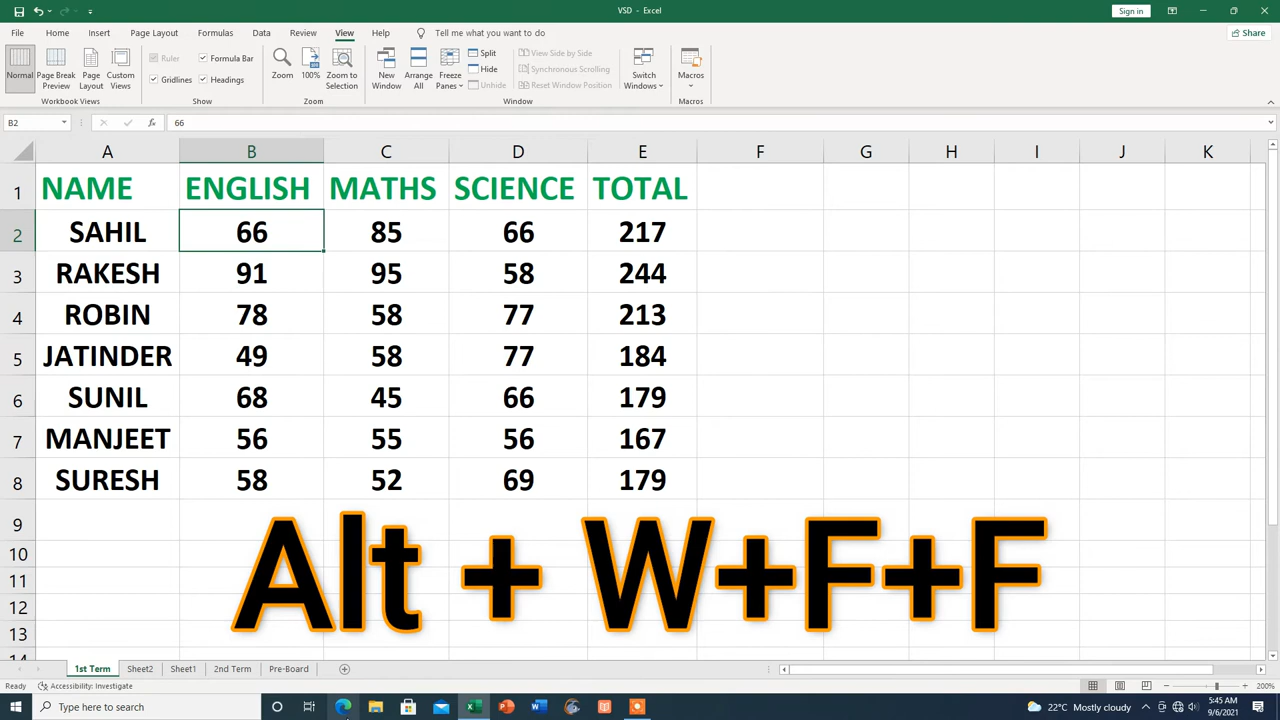 VSD - Excel
Sign in
File Home Insert Page Layout Formulas Data Review View Help Tell me what you want to do
Share
Normal
Page Break Preview
Page Layout
Custom Views
Workbook Views
Ruler
Formula Bar
Gridlines
Headings
Show
Zoom
100%
Zoom to Selection
Zoom
New Window
Arrange All
Freeze Panes
Split
Hide
Unhide
View Side by Side
Synchronous Scrolling
Reset Window Position
Switch Windows
Window
Macros
Macros
B2 fx 66
A B C D E F G H I J K
1 NAME ENGLISH MATHS SCIENCE TOTAL
2 SAHIL 66 85 66 217
3 RAKESH 91 95 58 244
4 ROBIN 78 58 77 213
5 JATINDER 49 58 77 184
6 SUNIL 68 45 66 179
7 MANJEET 56 55 56 167
8 SURESH 58 52 69 179
9
10
11
12
13
14
Alt + W+F+F
1st Term Sheet2 Sheet1 2nd Term Pre-Board
Ready Accessibility: Investigate 200%
Type here to search
22°C Mostly cloudy
5:45 AM
9/6/2021